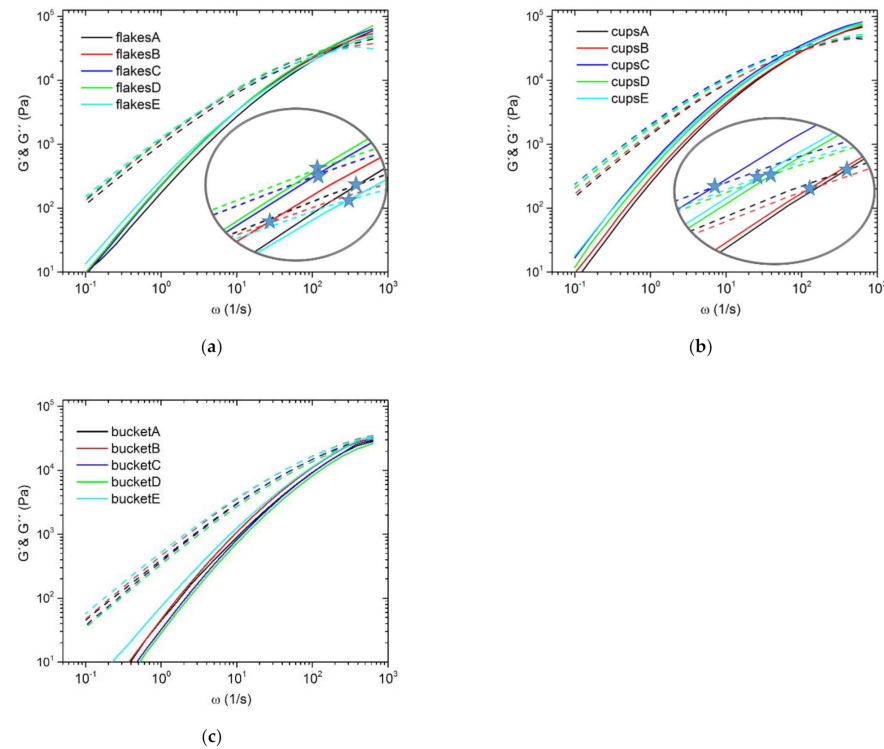 10⁵
10⁴
10³
10²
10¹
G´& G´´ (Pa)
flakesA
flakesB
flakesC
flakesD
flakesE
10⁻¹ 10⁰ 10¹ 10² 10³
ω (1/s)
(a)
10⁵
10⁴
10³
10²
10¹
G´& G´´ (Pa)
cupsA
cupsB
cupsC
cupsD
cupsE
10⁻¹ 10⁰ 10¹ 10² 10³
ω (1/s)
(b)
10⁵
10⁴
10³
10²
10¹
G´& G´´ (Pa)
bucketA
bucketB
bucketC
bucketD
bucketE
10⁻¹ 10⁰ 10¹ 10² 10³
ω (1/s)
(c)